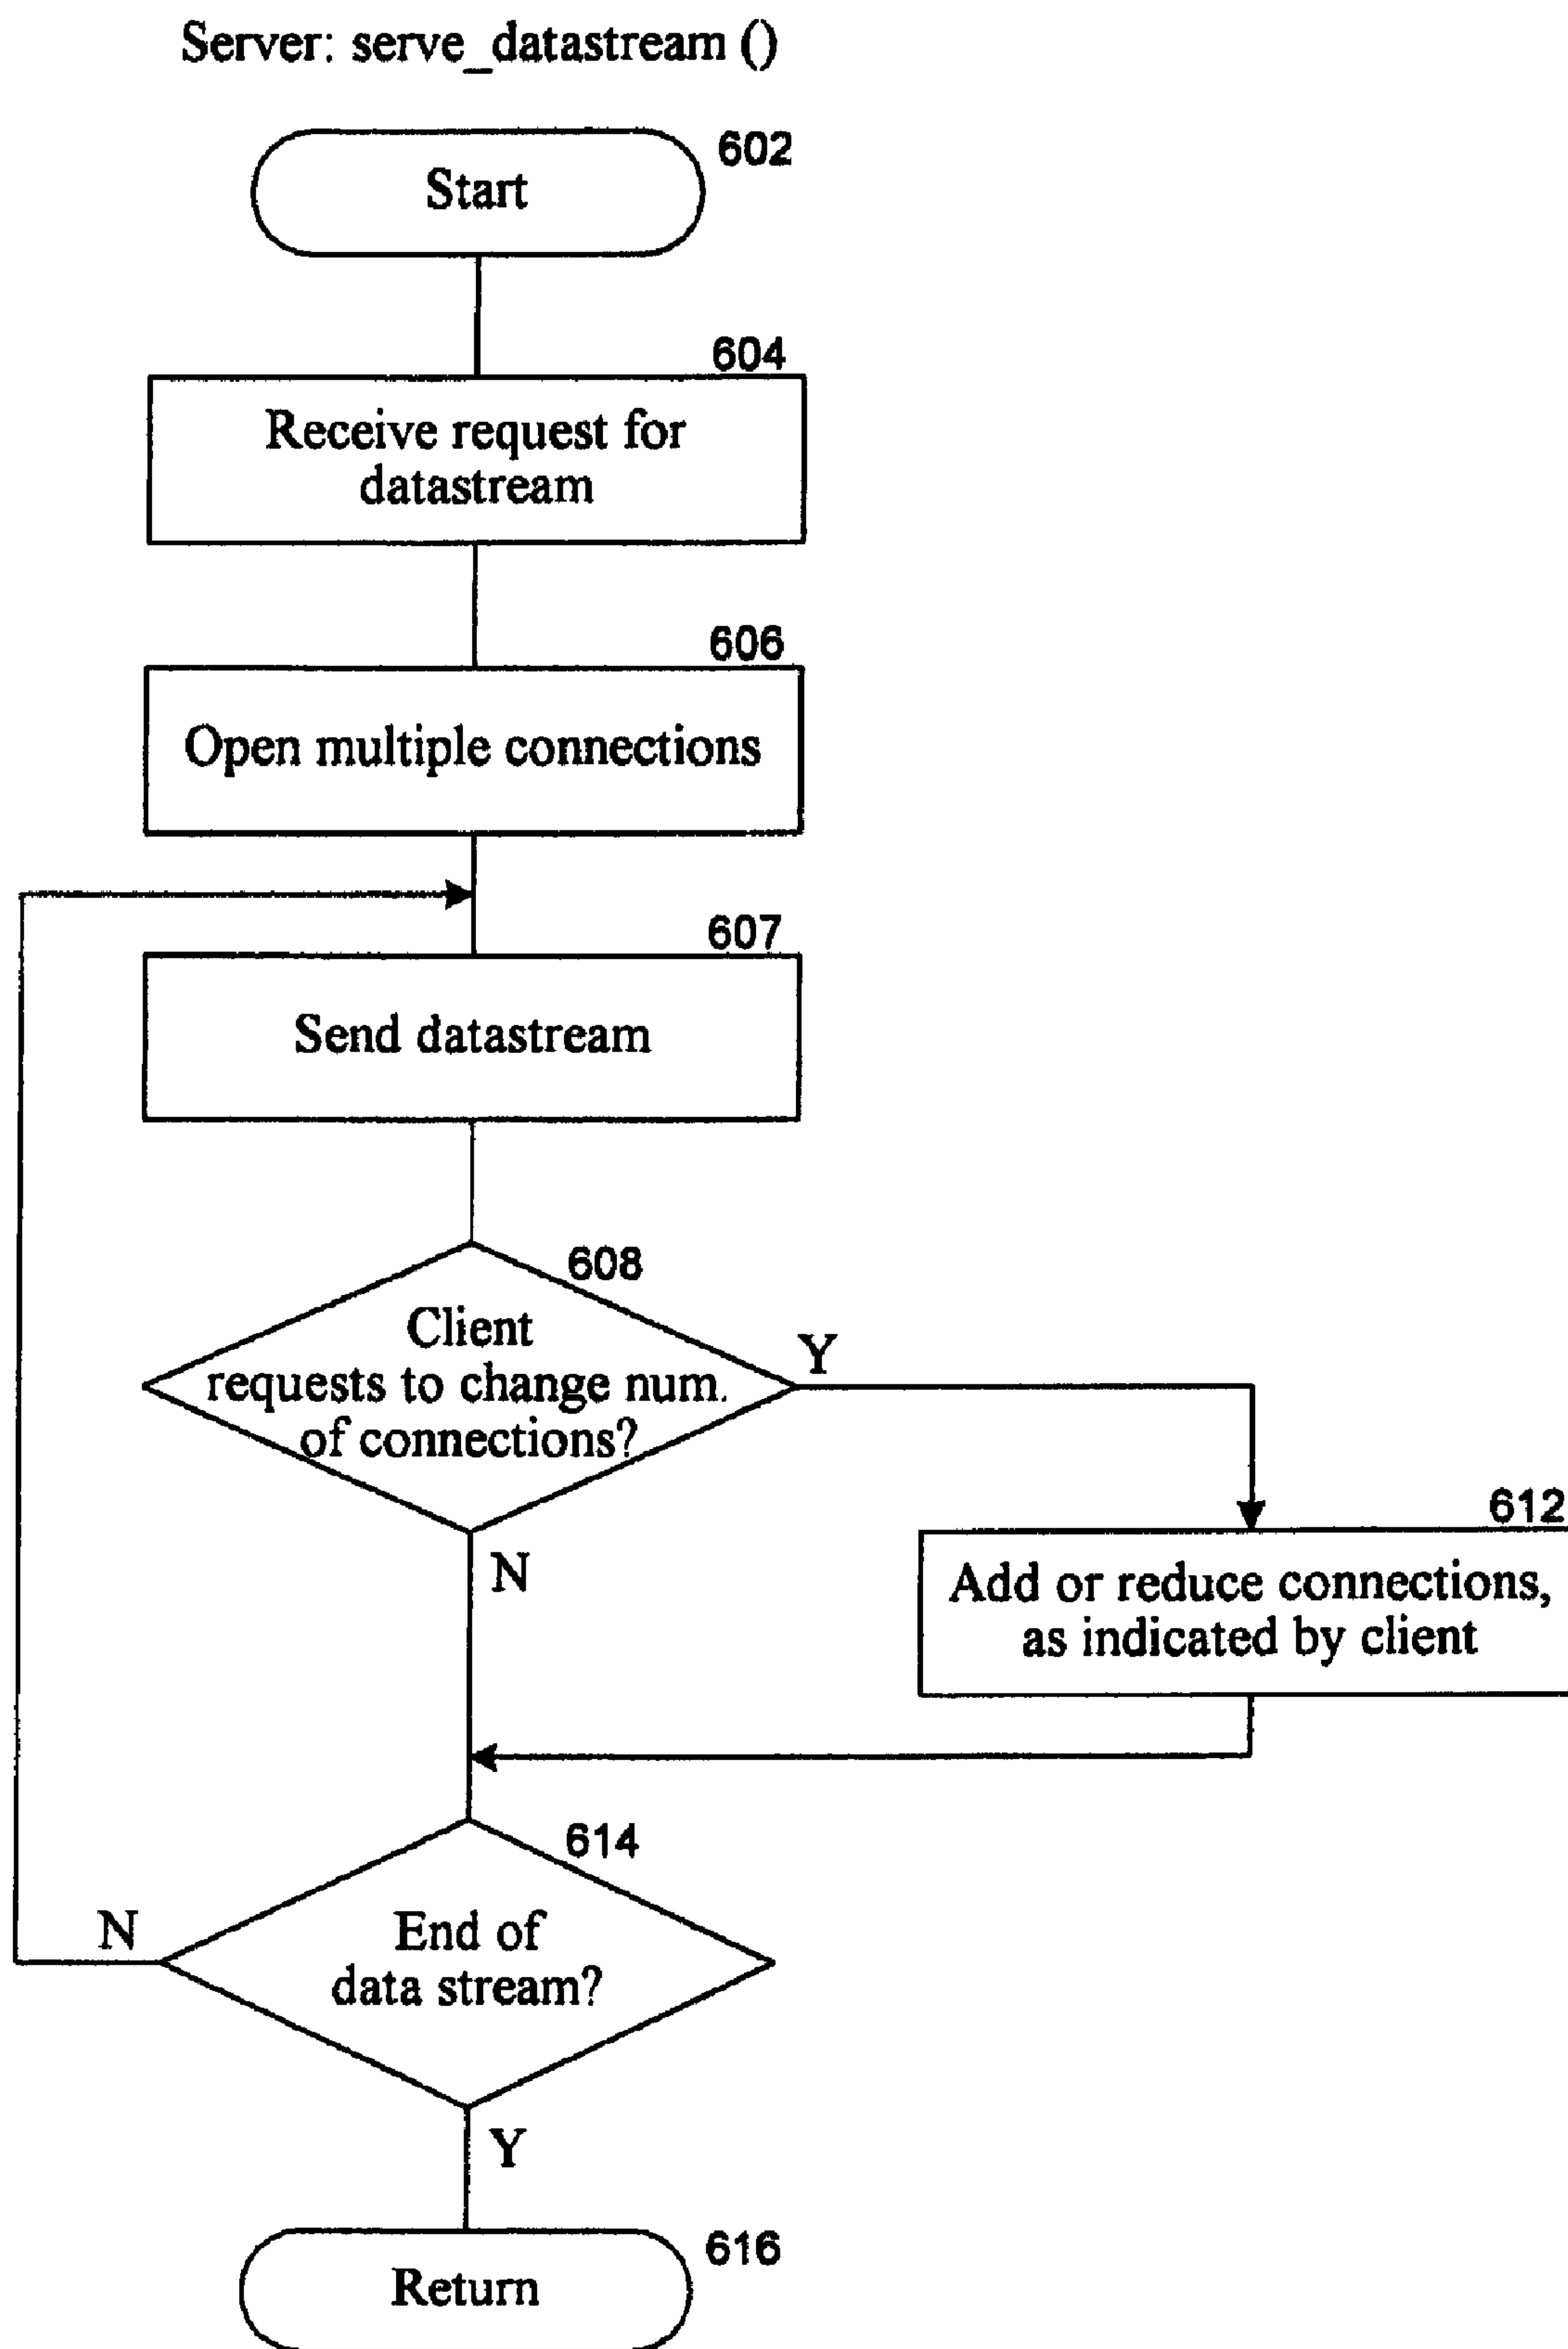 Server: serve_datastream ()
602
Start
604
Receive request for
datastream
606
Open multiple connections
607
Send datastream
608
Client
requests to change num.
of connections?
Y
N
612
Add or reduce connections,
as indicated by client
614
End of
data stream?
N
Y
616
Return